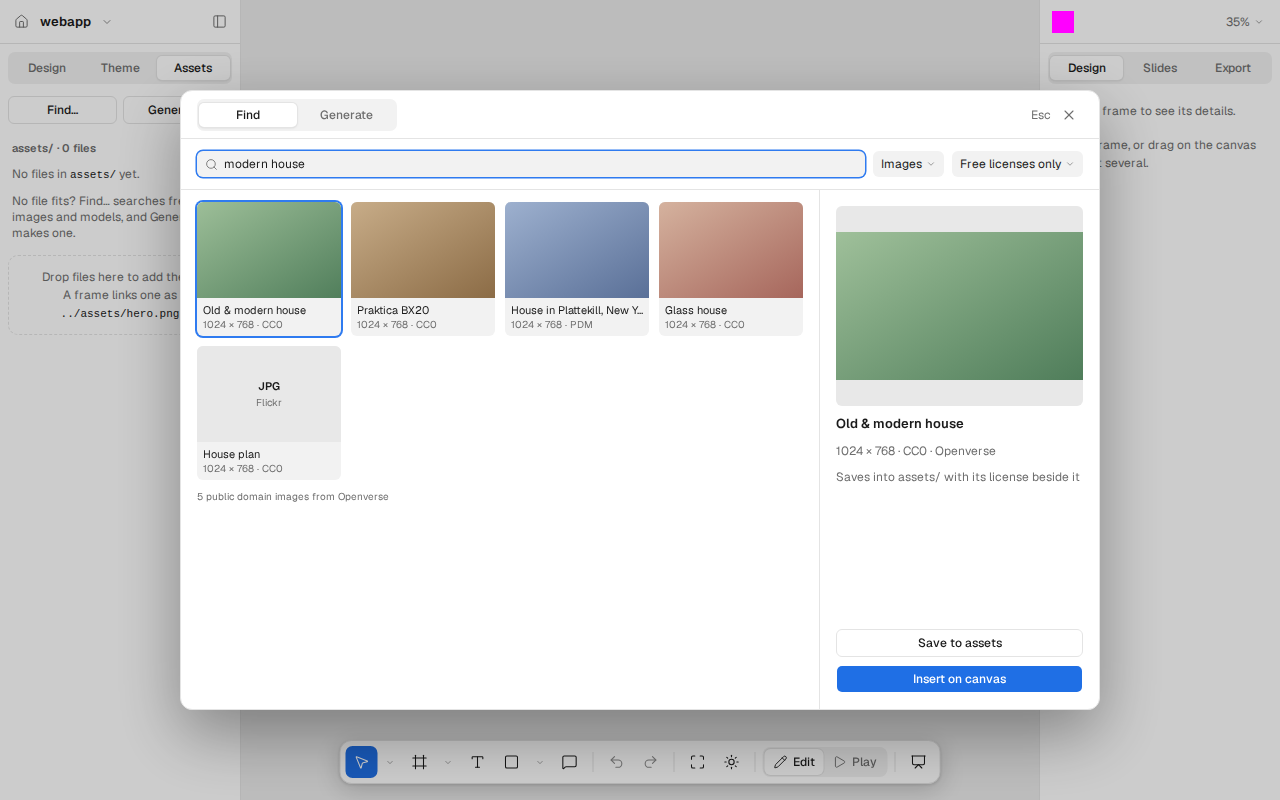 webapp
35%
Design
Theme
Assets
Design
Slides
Export
Find…
Gener
frame to see its details.
rame, or drag on the canvas
t several.
assets/ · 0 files
No files in assets/ yet.
No file fits? Find… searches fre
images and models, and Gene
makes one.
Drop files here to add the
A frame links one as
../assets/hero.png
Find
Generate
Esc
modern house
Images
Free licenses only
Old & modern house
1024 × 768 · CC0
Praktica BX20
1024 × 768 · CC0
House in Plattekill, New Y…
1024 × 768 · PDM
Glass house
1024 × 768 · CC0
JPG
Flickr
House plan
1024 × 768 · CC0
5 public domain images from Openverse
Old & modern house
1024 × 768 · CC0 · Openverse
Saves into assets/ with its license beside it
Save to assets
Insert on canvas
Edit
Play